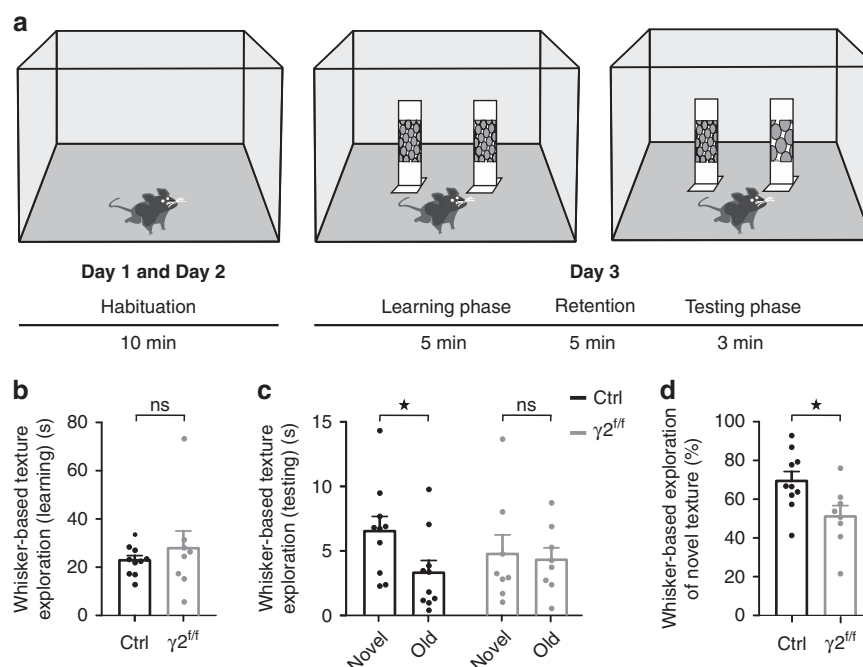 a
Day 1 and Day 2
Day 3
Habituation
Learning phase
Retention
Testing phase
10 min
5 min
5 min
3 min
b
Whisker-based texture
exploration (learning) (s)
80
60
40
20
0
ns
Ctrl
γ2f/f
c
Whisker-based texture
exploration (testing) (s)
15
10
5
0
★
ns
Novel
Old
Novel
Old
Ctrl
γ2f/f
d
Whisker-based exploration
of novel texture (%)
100
80
60
40
20
0
★
Ctrl
γ2f/f